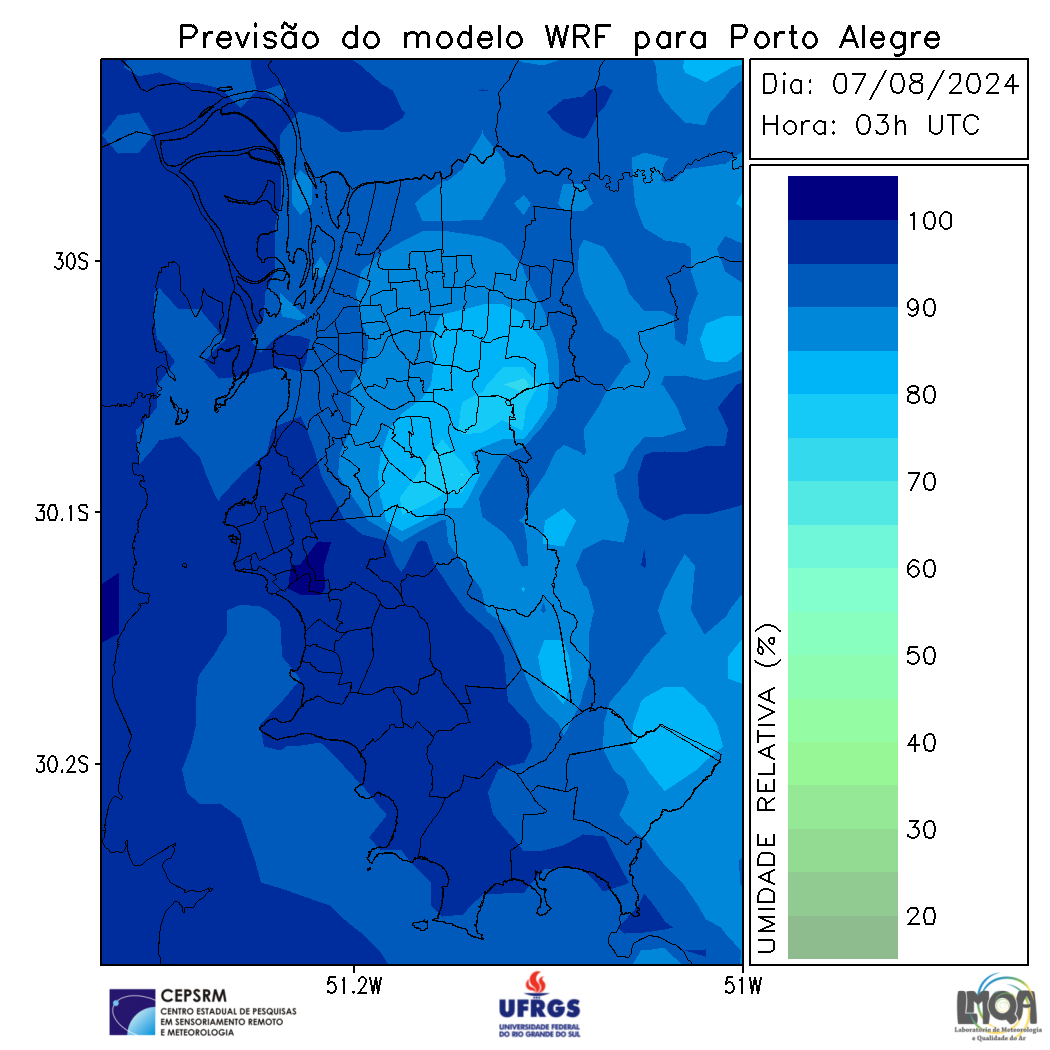 Previsão do modelo WRF para Porto Alegre
Dia: 07/08/2024
Hora: 03h UTC
100
90
80
70
60
50
40
30
20
UMIDADE RELATIVA (%)
30S
30.1S
30.2S
51.2W
51W
CEPSRM
CENTRO ESTADUAL DE PESQUISAS
EM SENSORIAMENTO REMOTO
E METEOROLOGIA
UFRGS
UNIVERSIDADE FEDERAL
DO RIO GRANDE DO SUL
LMQA
Laboratório de Meteorologia
e Qualidade do Ar